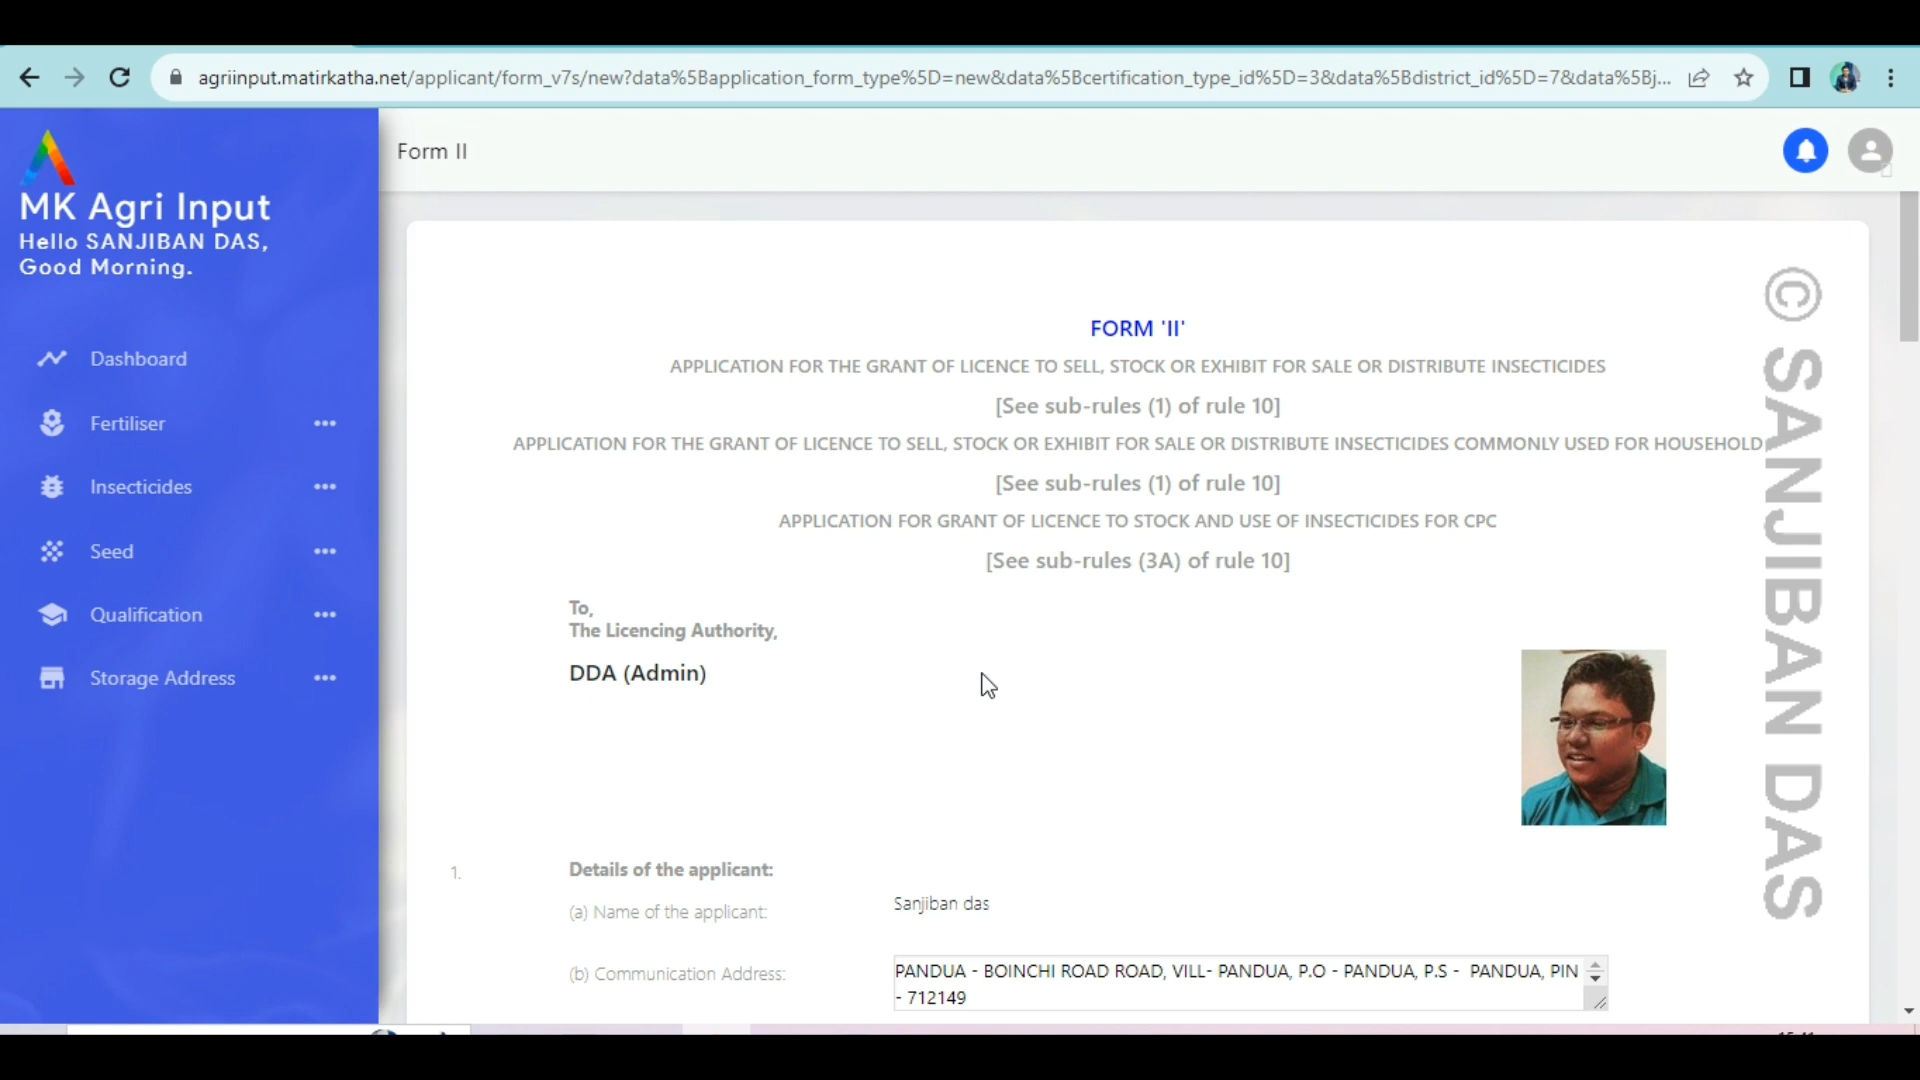 agriinput.matirkatha.net/applicant/form_v7s/new?data%5Bapplication_form_type%5D=new&data%5Bcertification_type_id%5D=3&data%5Bdistrict_id%5D=7&data%5Bj...
MK Agri Input
Hello SANJIBAN DAS,
Good Morning.
Dashboard
Fertiliser
Insecticides
Seed
Qualification
Storage Address
Form II
FORM 'II'
APPLICATION FOR THE GRANT OF LICENCE TO SELL, STOCK OR EXHIBIT FOR SALE OR DISTRIBUTE INSECTICIDES
[See sub-rules (1) of rule 10]
APPLICATION FOR THE GRANT OF LICENCE TO SELL, STOCK OR EXHIBIT FOR SALE OR DISTRIBUTE INSECTICIDES COMMONLY USED FOR HOUSEHOLD
[See sub-rules (1) of rule 10]
APPLICATION FOR GRANT OF LICENCE TO STOCK AND USE OF INSECTICIDES FOR CPC
[See sub-rules (3A) of rule 10]
To,
The Licencing Authority,
DDA (Admin)
1. Details of the applicant:
(a) Name of the applicant: Sanjiban das
(b) Communication Address: PANDUA - BOINCHI ROAD ROAD, VILL- PANDUA, P.O - PANDUA, P.S - PANDUA, PIN
- 712149
© SANJIBAN DAS